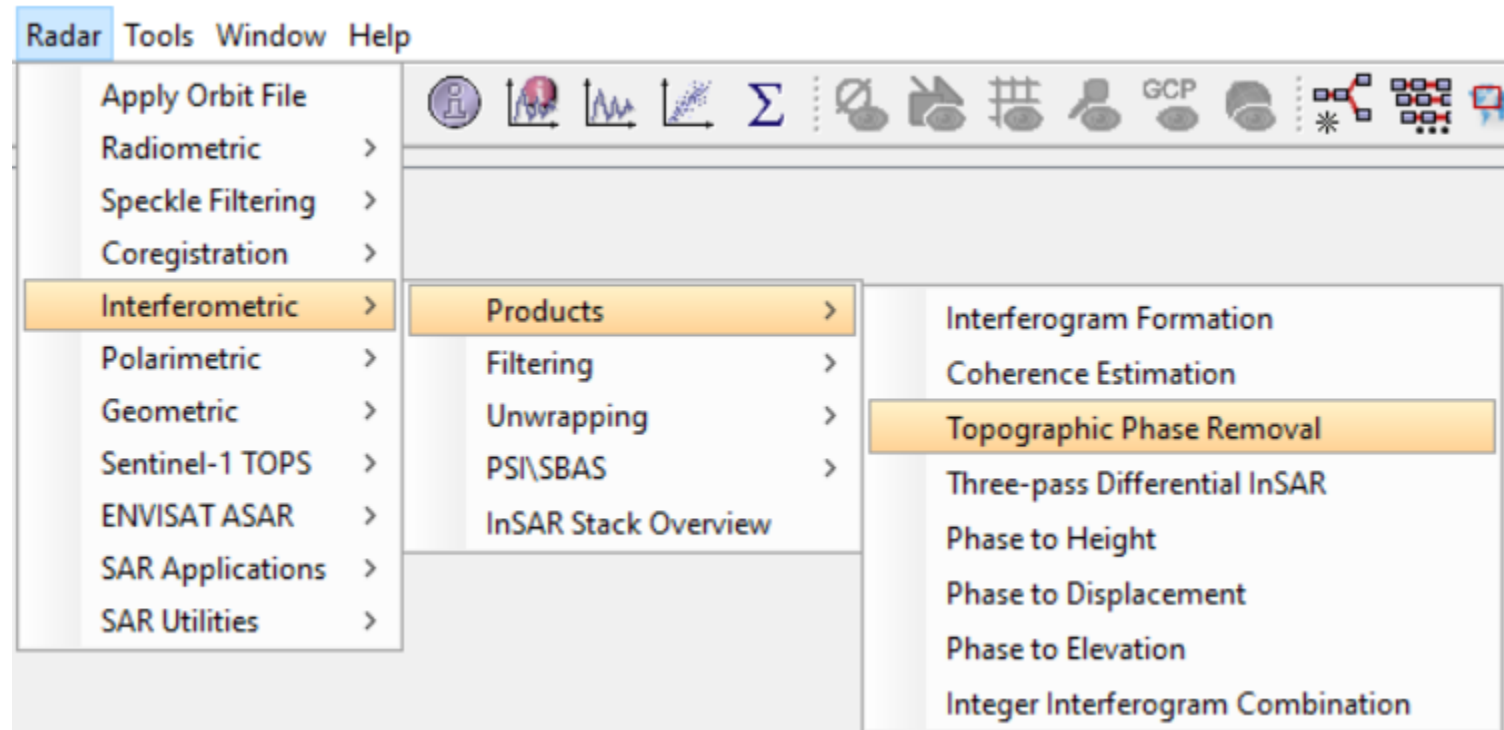 Radar Tools Window Help
Apply Orbit File
Radiometric
Speckle Filtering
Coregistration
Interferometric
Polarimetric
Geometric
Sentinel-1 TOPS
ENVISAT ASAR
SAR Applications
SAR Utilities
GCP
Products
Filtering
Unwrapping
PSI\SBAS
InSAR Stack Overview
Interferogram Formation
Coherence Estimation
Topographic Phase Removal
Three-pass Differential InSAR
Phase to Height
Phase to Displacement
Phase to Elevation
Integer Interferogram Combination